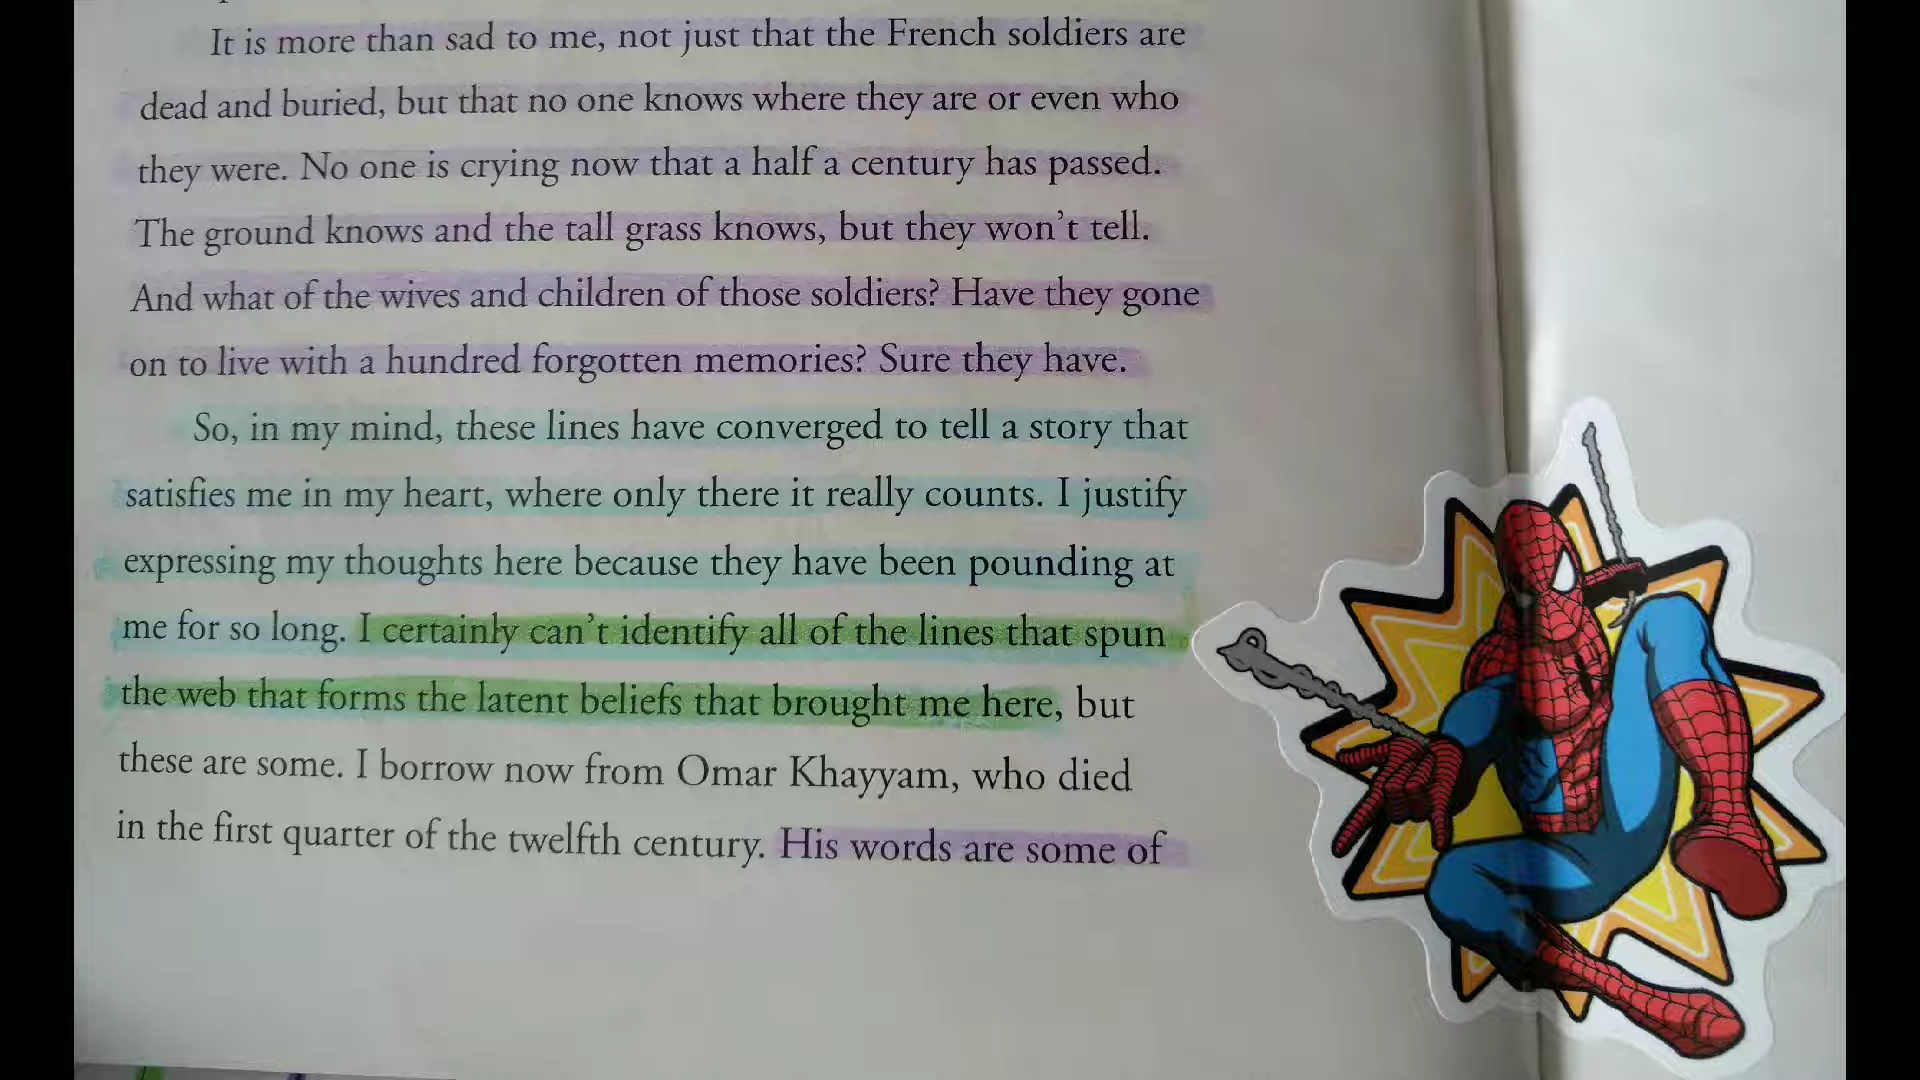 It is more than sad to me, not just that the French soldiers are
dead and buried, but that no one knows where they are or even who
they were. No one is crying now that a half a century has passed.
The ground knows and the tall grass knows, but they won't tell.
And what of the wives and children of those soldiers? Have they gone
on to live with a hundred forgotten memories? Sure they have.
So, in my mind, these lines have converged to tell a story that
satisfies me in my heart, where only there it really counts. I justify
expressing my thoughts here because they have been pounding at
me for so long. I certainly can't identify all of the lines that spun
the web that forms the latent beliefs that brought me here, but
these are some. I borrow now from Omar Khayyam, who died
in the first quarter of the twelfth century. His words are some of